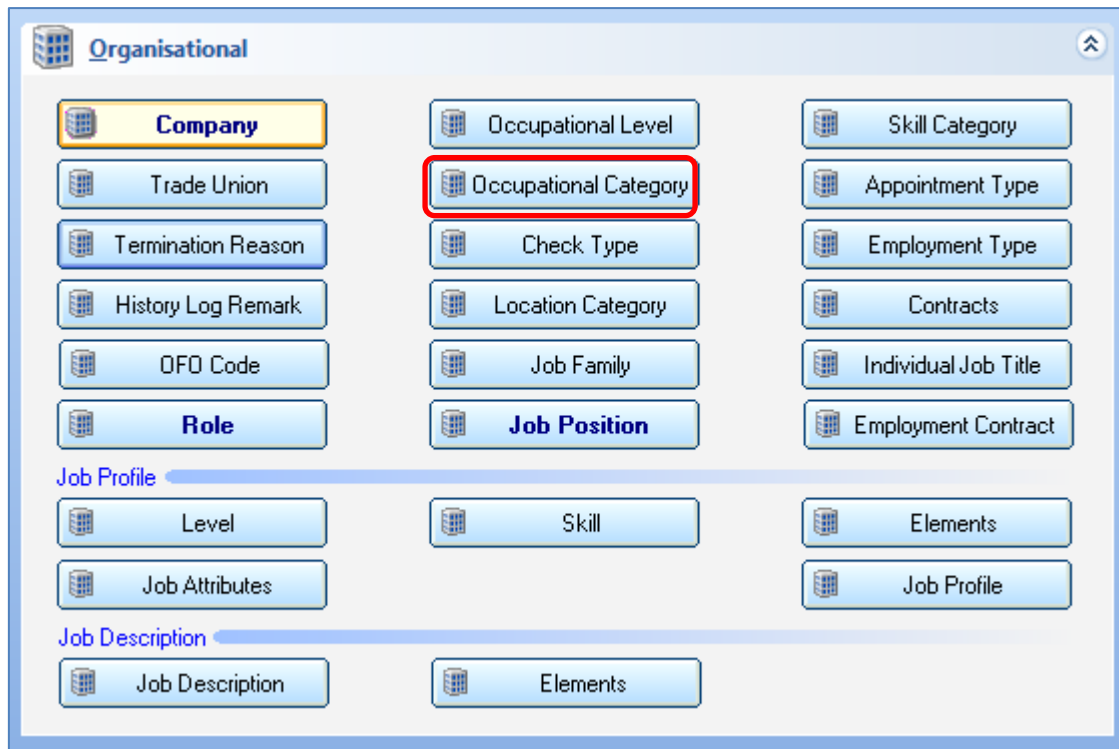 Organisational
Company
Occupational Level
Skill Category
Trade Union
Occupational Category
Appointment Type
Termination Reason
Check Type
Employment Type
History Log Remark
Location Category
Contracts
OFO Code
Job Family
Individual Job Title
Role
Job Position
Employment Contract
Job Profile
Level
Skill
Elements
Job Attributes
Job Profile
Job Description
Job Description
Elements